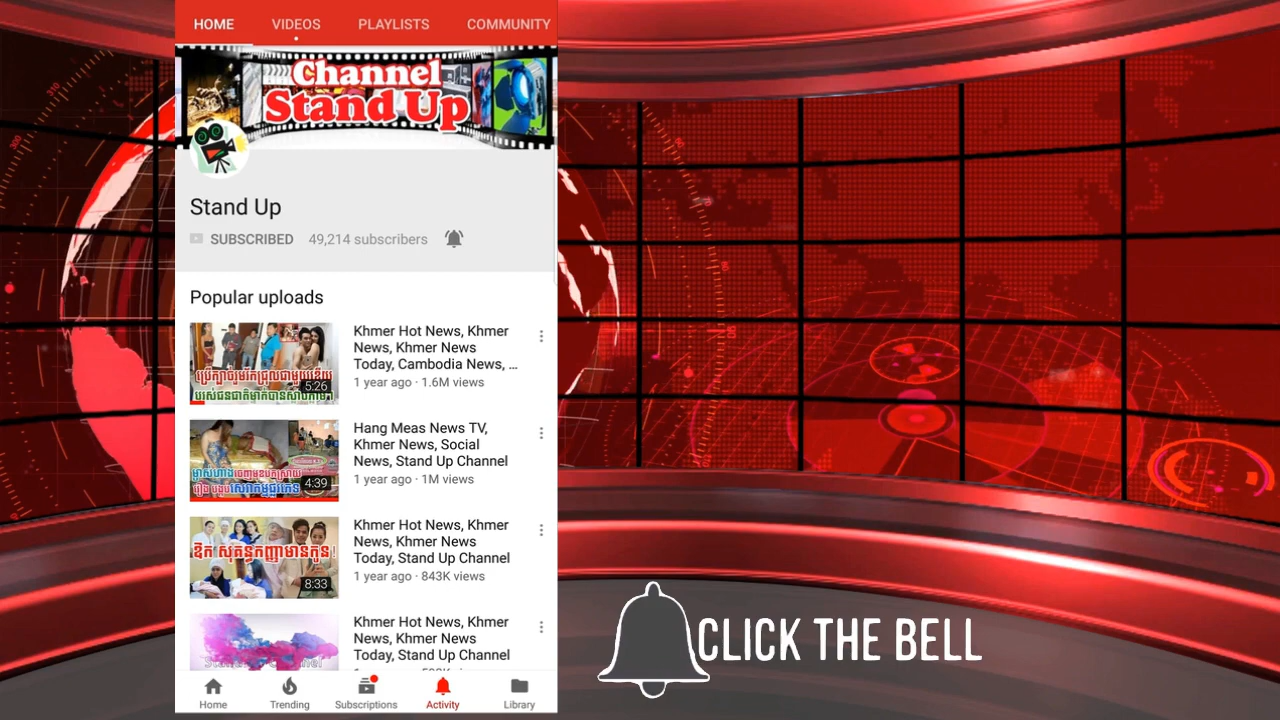 HOME VIDEOS PLAYLISTS COMMUNITY
Channel
Stand Up
Stand Up
SUBSCRIBED 49,214 subscribers
Popular uploads
Khmer Hot News, Khmer
News, Khmer News
Today, Cambodia News, ...
1 year ago · 1.6M views
5:26
Hang Meas News TV,
Khmer News, Social
News, Stand Up Channel
1 year ago · 1M views
4:39
Khmer Hot News, Khmer
News, Khmer News
Today, Stand Up Channel
1 year ago · 843K views
8:33
Khmer Hot News, Khmer
News, Khmer News
Today, Stand Up Channel
Home Trending Subscriptions Activity Library
CLICK THE BELL